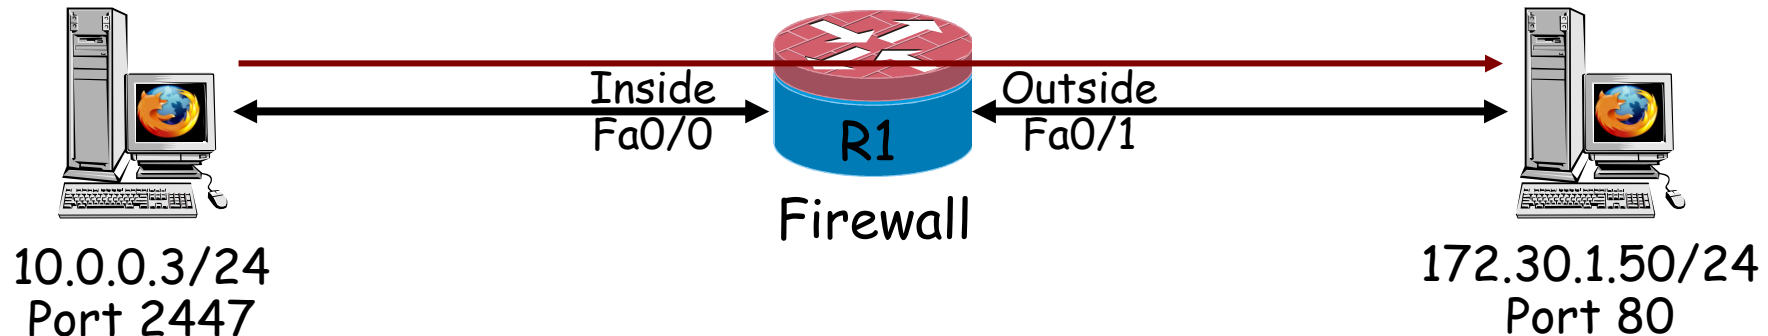 Inside
Fa0/0
Outside
Fa0/1
R1
Firewall
10.0.0.3/24
Port 2447
172.30.1.50/24
Port 80